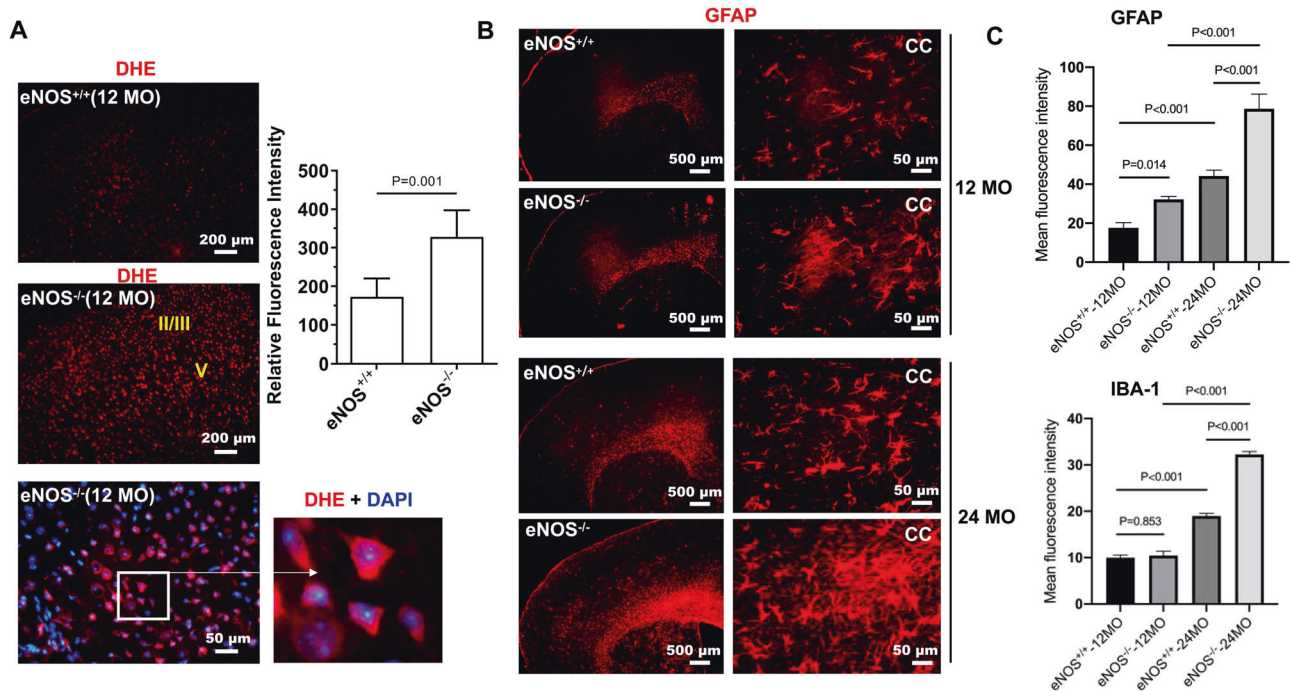 A
DHE
eNOS+/+(12 MO)
200 µm
DHE
eNOS-/-(12 MO)
II/III
V
200 µm
eNOS-/-(12 MO)
50 µm
DHE + DAPI
Relative Fluorescence Intensity
500
400
300
200
100
0
P=0.001
eNOS+/+
eNOS-/-
B
GFAP
eNOS+/+
500 µm
CC
50 µm
eNOS-/-
500 µm
CC
50 µm
12 MO
eNOS+/+
500 µm
CC
50 µm
eNOS-/-
500 µm
CC
50 µm
24 MO
C
GFAP
Mean fluorescence intensity
100
80
60
40
20
0
P<0.001
P<0.001
P<0.001
P=0.014
eNOS+/+-12MO
eNOS-/-12MO
eNOS+/+-24MO
eNOS-/-24MO
IBA-1
Mean fluorescence intensity
40
30
20
10
0
P<0.001
P<0.001
P<0.001
P=0.853
eNOS+/+-12MO
eNOS-/-12MO
eNOS+/+-24MO
eNOS-/-24MO